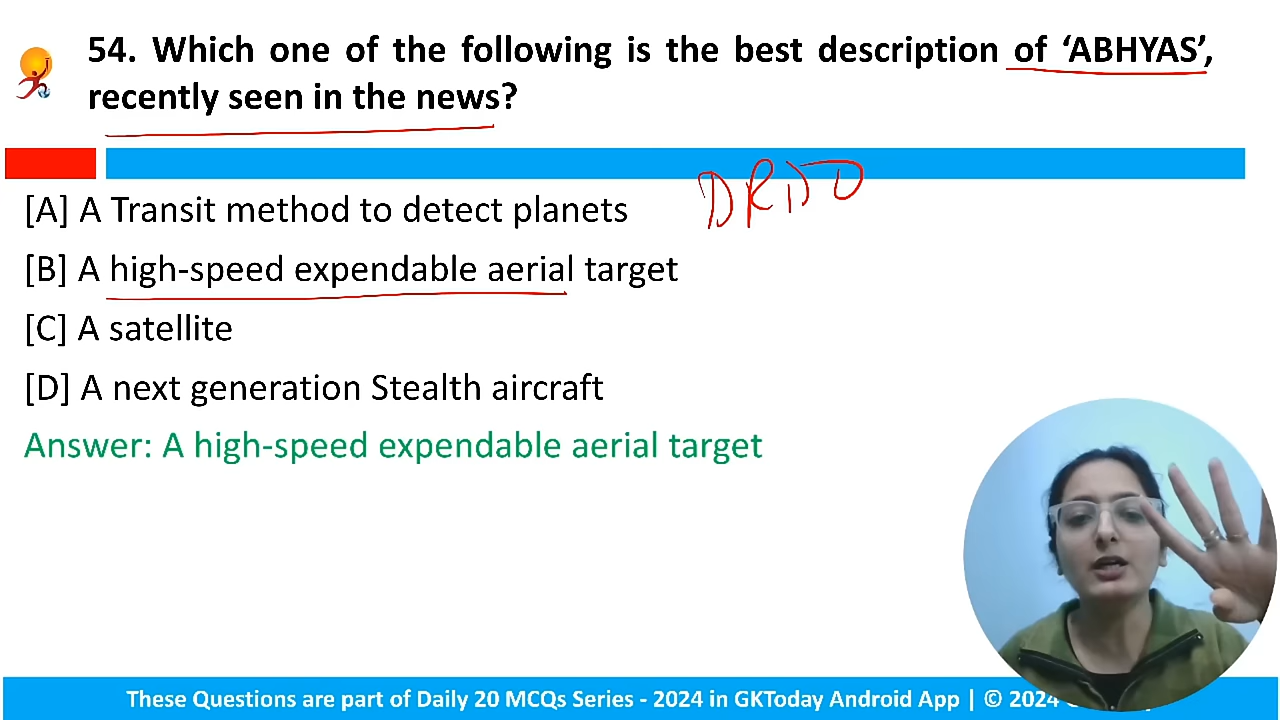 54. Which one of the following is the best description of ‘ABHYAS’,
recently seen in the news?
DRDO
[A] A Transit method to detect planets
[B] A high-speed expendable aerial target
[C] A satellite
[D] A next generation Stealth aircraft
Answer: A high-speed expendable aerial target
These Questions are part of Daily 20 MCQs Series - 2024 in GKToday Android App | © 2024